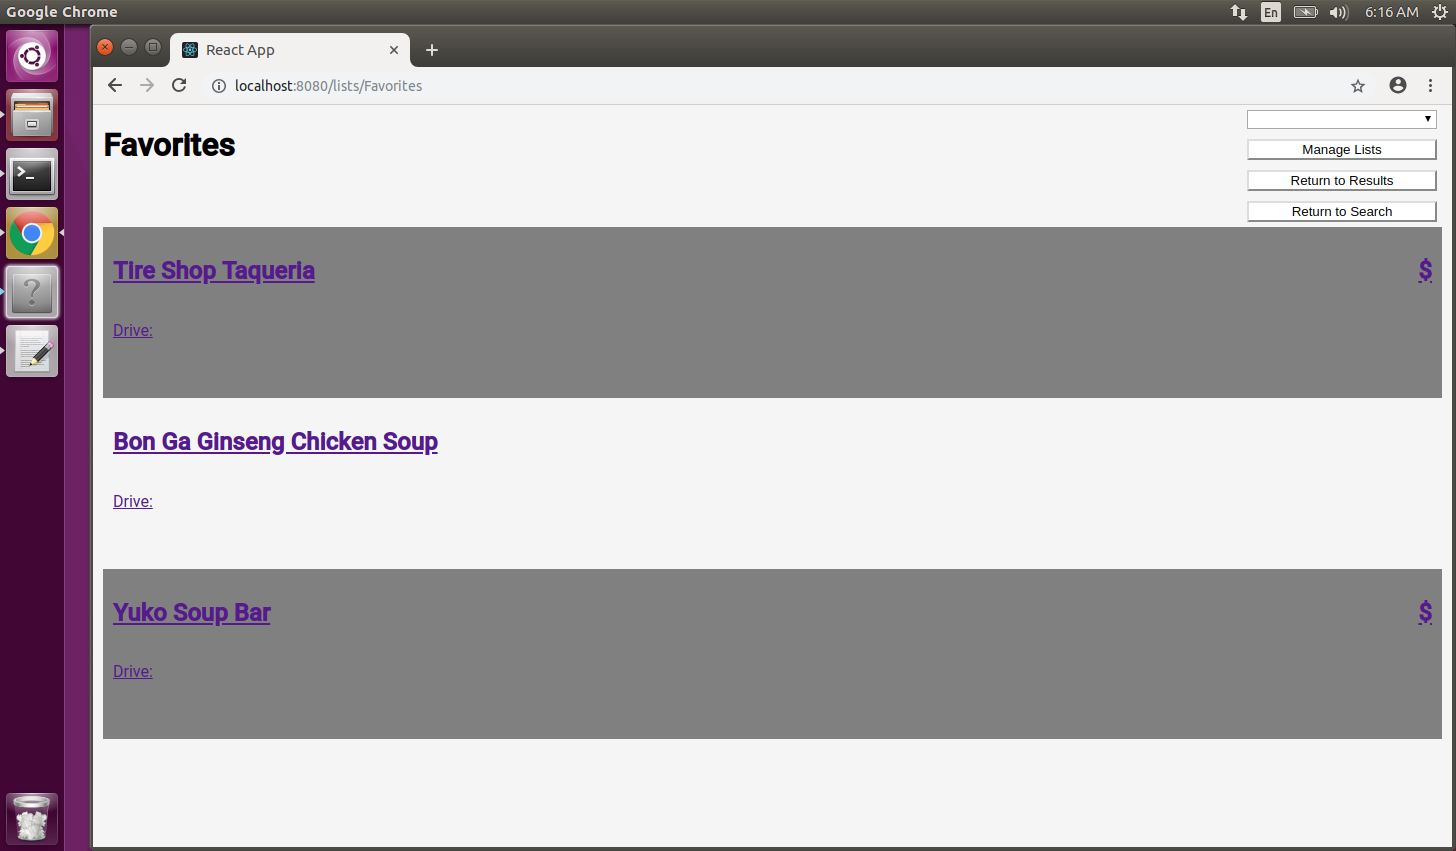 Google Chrome
En
6:16 AM
React App
localhost:8080/lists/Favorites
Favorites
Manage Lists
Return to Results
Return to Search
Tire Shop Taqueria
$
Drive:
Bon Ga Ginseng Chicken Soup
Drive:
Yuko Soup Bar
$
Drive: